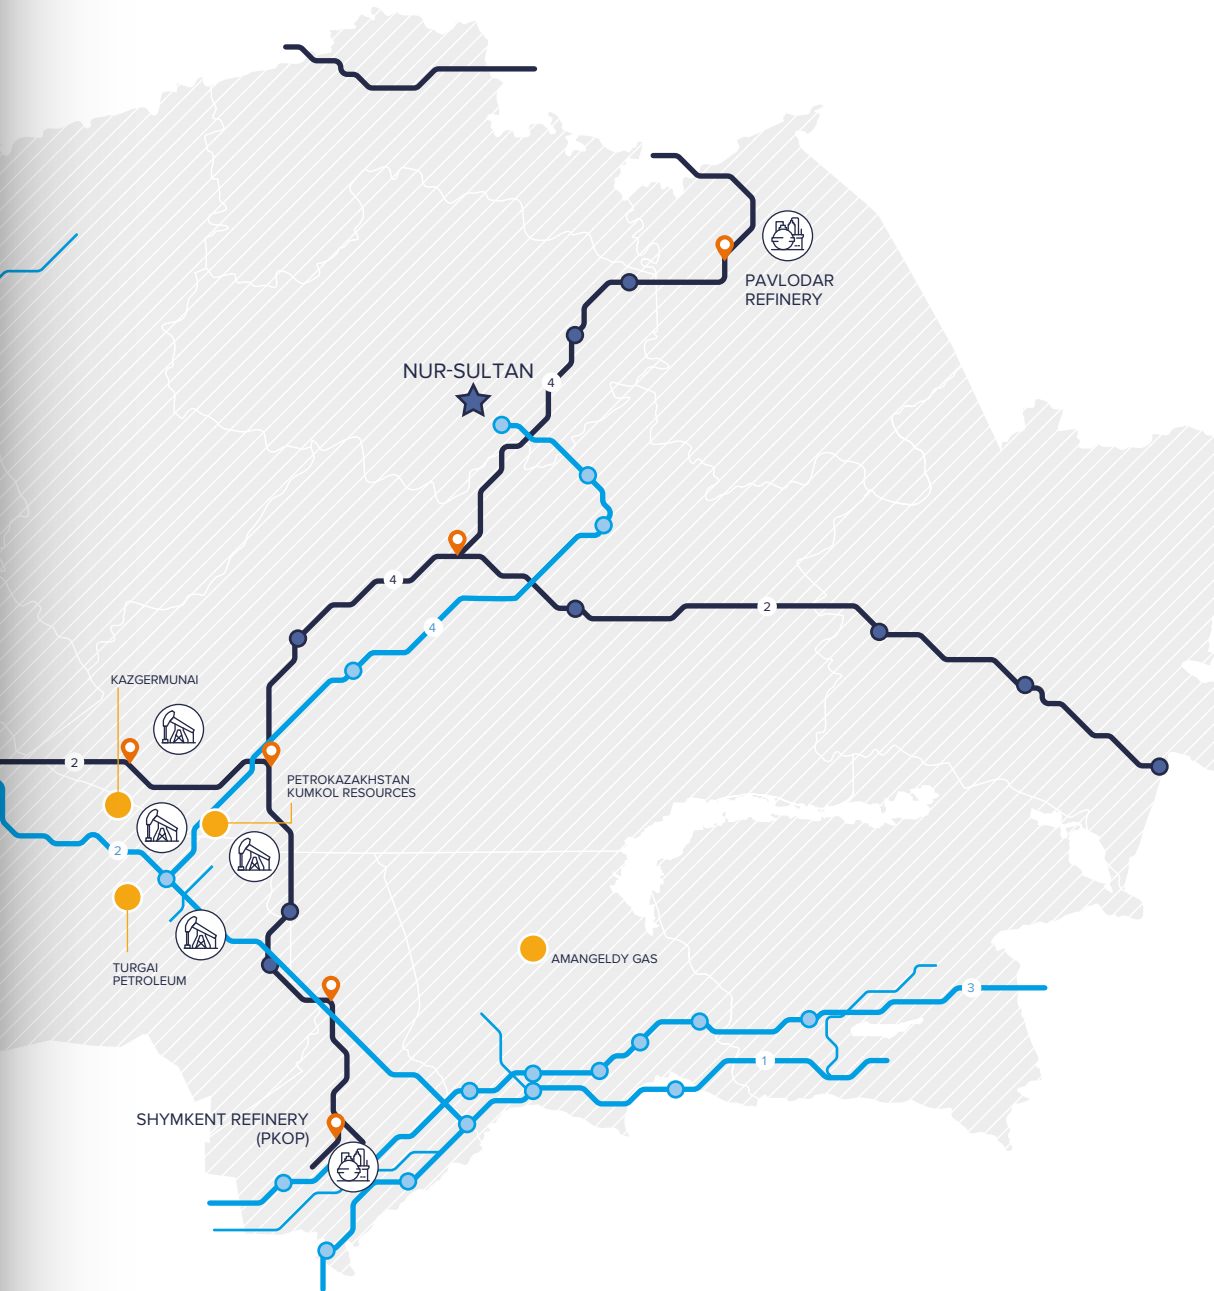 PAVLODAR
REFINERY
NUR-SULTAN
4
4
2
4
KAZGERMUNAI
2
PETROKAZAKHSTAN
KUMKOL RESOURCES
2
TURGAI
PETROLEUM
AMANGELDY GAS
3
1
SHYMKENT REFINERY
(PKOP)